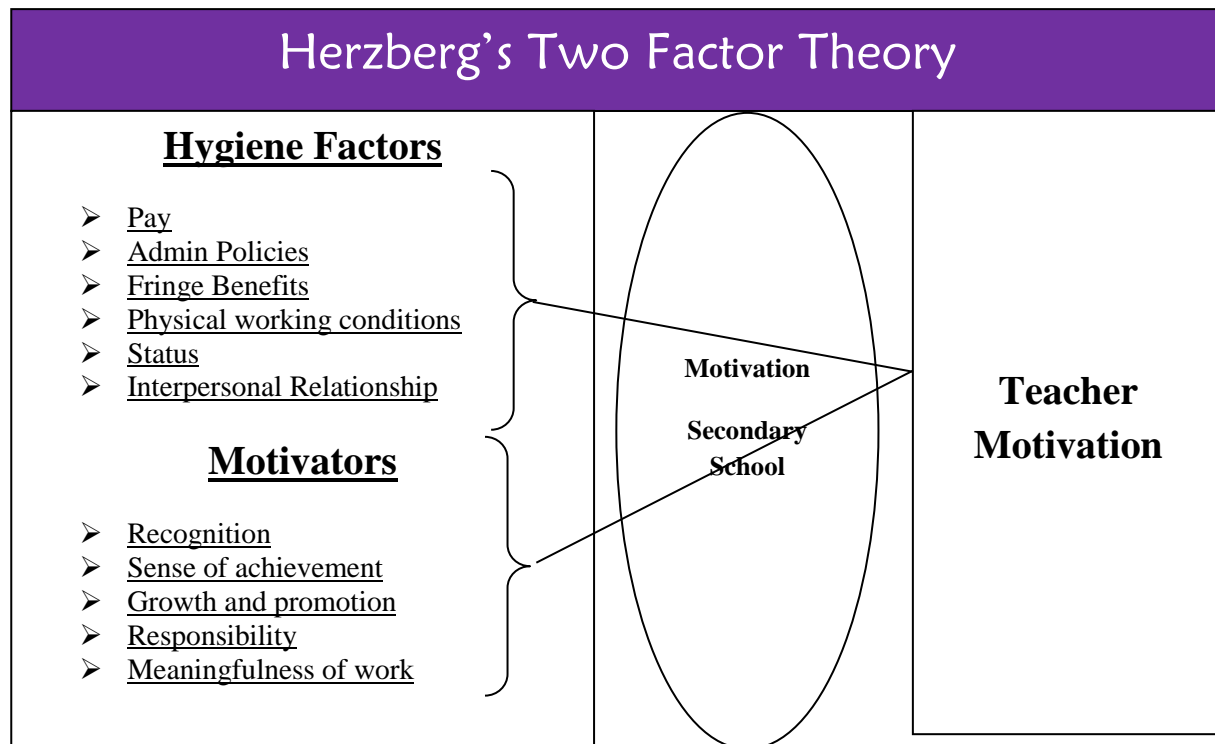 Herzberg’s Two Factor Theory
Hygiene Factors
➢ Pay
➢ Admin Policies
➢ Fringe Benefits
➢ Physical working conditions
➢ Status
➢ Interpersonal Relationship
Motivators
➢ Recognition
➢ Sense of achievement
➢ Growth and promotion
➢ Responsibility
➢ Meaningfulness of work
Motivation
Secondary
School
Teacher
Motivation